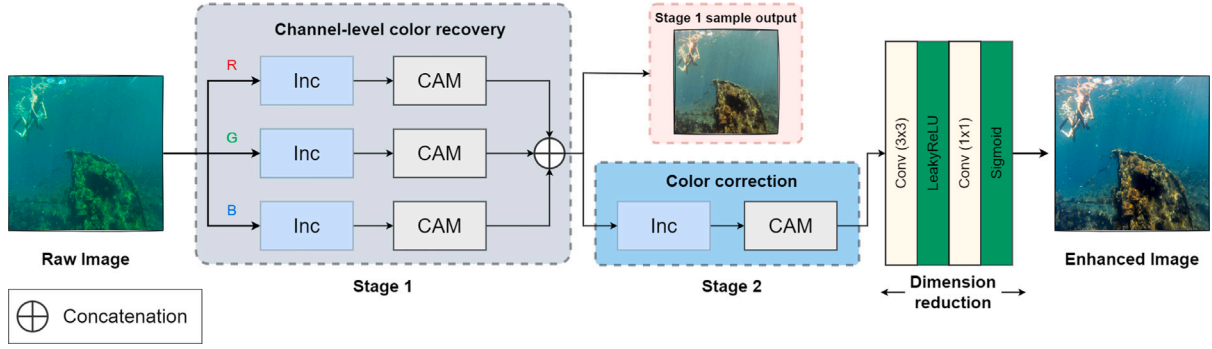 Channel-level color recovery
R
Inc
CAM
G
Inc
CAM
B
Inc
CAM
Raw Image
Stage 1
Stage 1 sample output
Color correction
Inc
CAM
Stage 2
Conv (3x3)
LeakyReLU
Conv (1x1)
Sigmoid
Dimension
reduction
Enhanced Image
Concatenation